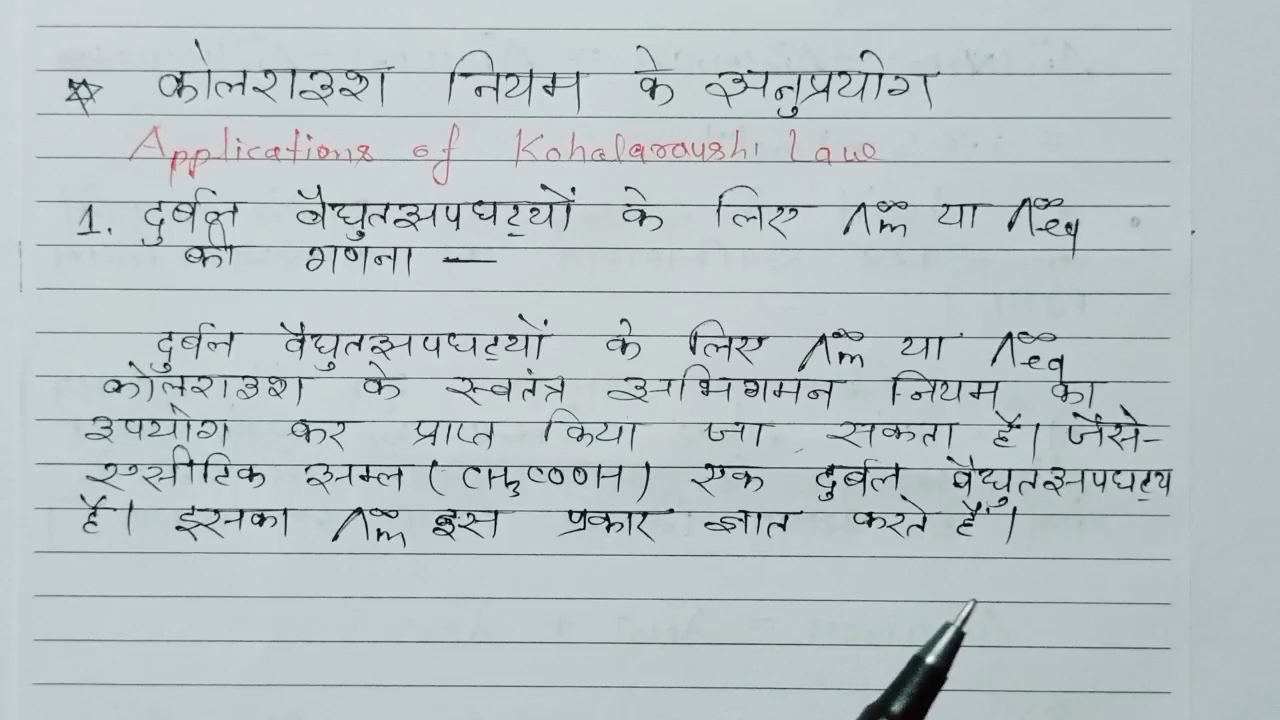 ☆ कोलराउश नियम के अनुप्रयोग
Applications of Kohalaraushi Law
1. दुर्बल वैद्युतअपघट्यों के लिए Λ∞m या Λ∞eq
की गणना —
दुर्बल वैद्युतअपघट्यों के लिए Λ∞m या Λ∞eq
कोलराउश के स्वतंत्र अभिगमन नियम का
उपयोग कर प्राप्त किया जा सकता है। जैसे-
एसीटिक अम्ल (CH₃COOH) एक दुर्बल वैद्युतअपघट्य
है। इसका Λ∞m इस प्रकार ज्ञात करते हैं।